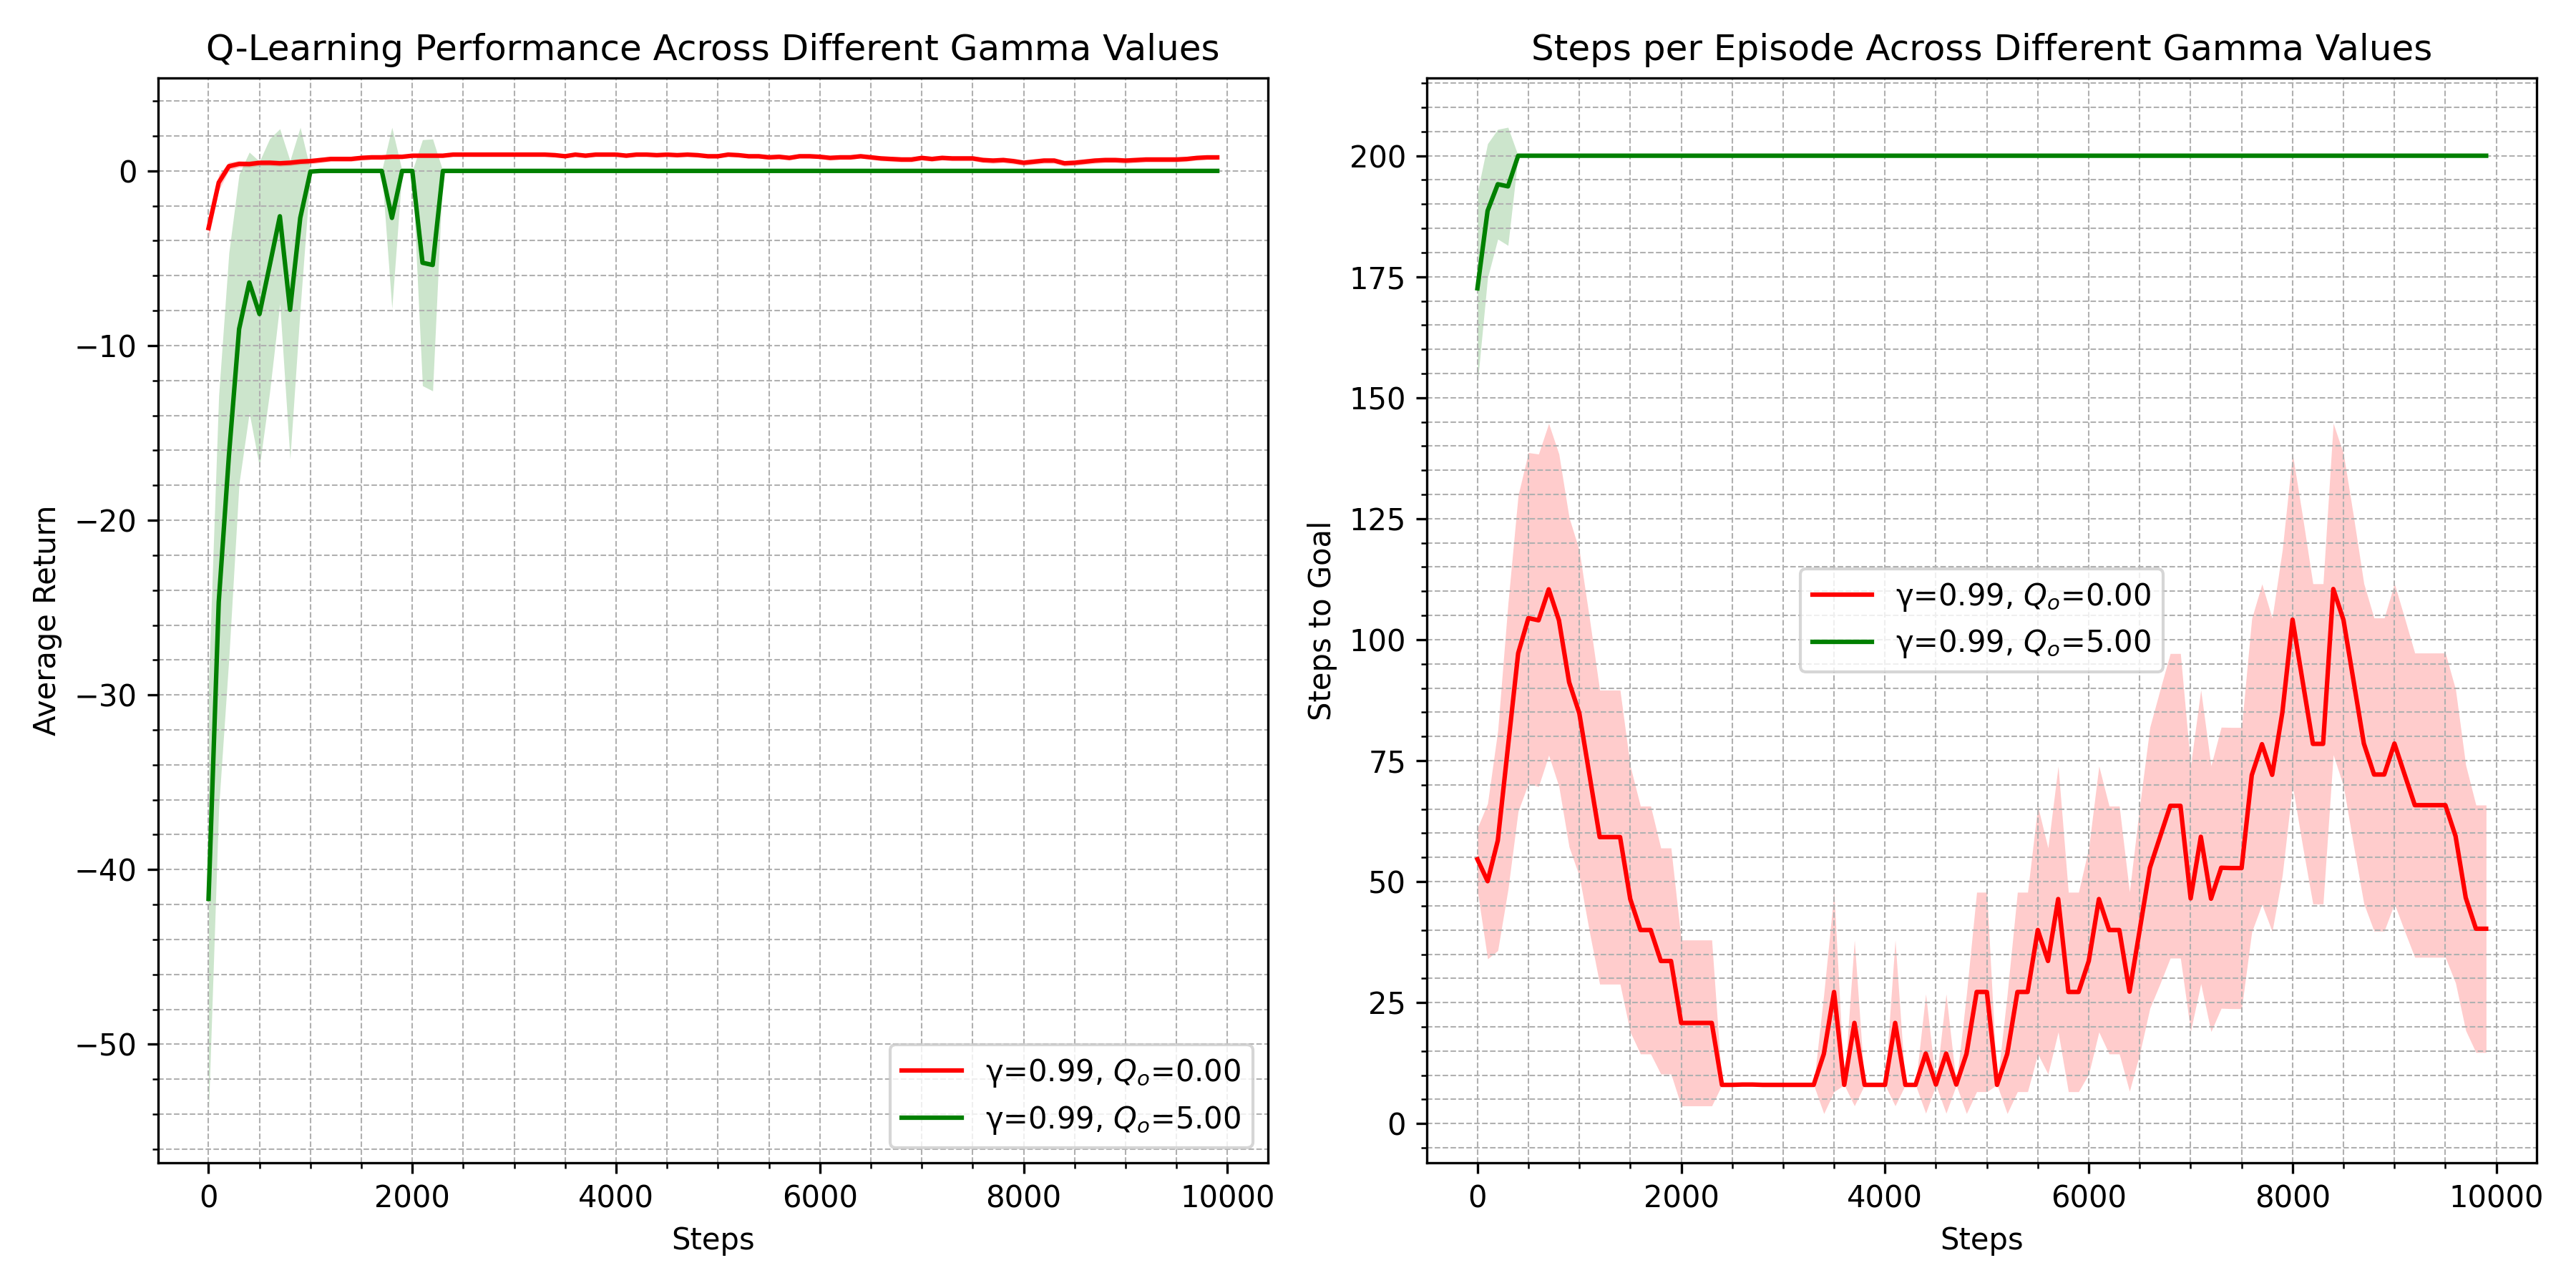 Q-Learning Performance Across Different Gamma Values
Average Return
0
−10
−20
−30
−40
−50
0 2000 4000 6000 8000 10000
Steps
γ=0.99, Qₒ=0.00
γ=0.99, Qₒ=5.00
Steps per Episode Across Different Gamma Values
Steps to Goal
200
175
150
125
100
75
50
25
0
0 2000 4000 6000 8000 10000
Steps
γ=0.99, Qₒ=0.00
γ=0.99, Qₒ=5.00